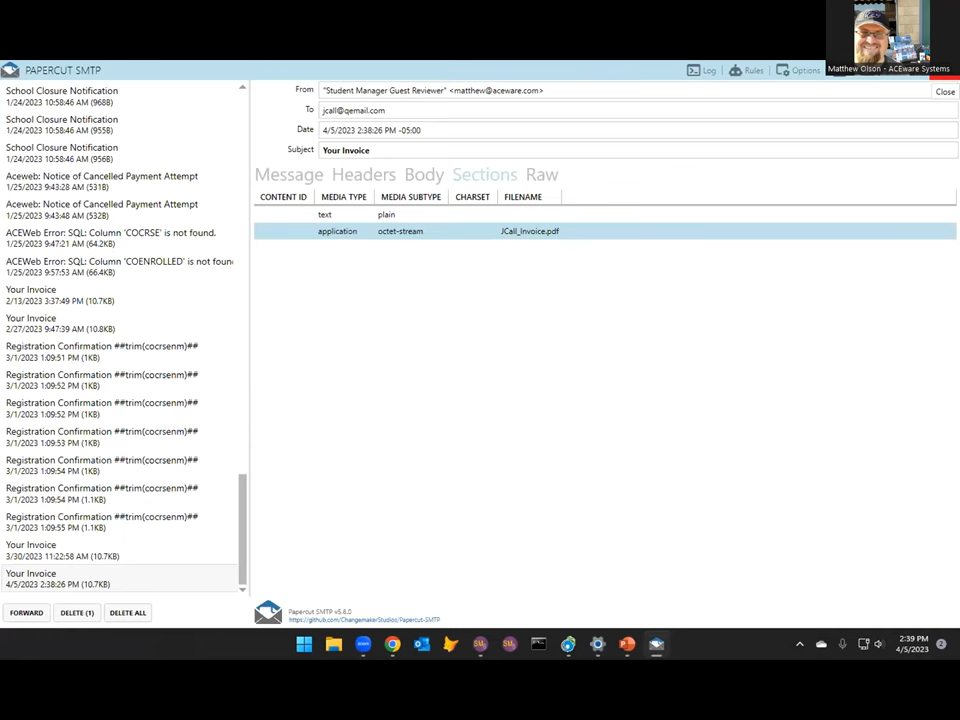 PAPERCUT SMTP
Log
Rules
Options
Matthew Olson - ACEware Systems
Close
School Closure Notification
1/24/2023 10:58:46 AM (968B)
School Closure Notification
1/24/2023 10:58:46 AM (955B)
School Closure Notification
1/24/2023 10:58:46 AM (956B)
Aceweb: Notice of Cancelled Payment Attempt
1/25/2023 9:43:28 AM (531B)
Aceweb: Notice of Cancelled Payment Attempt
1/25/2023 9:43:48 AM (532B)
ACEWeb Error: SQL: Column 'COCRSE' is not found.
1/25/2023 9:47:21 AM (64.2KB)
ACEWeb Error: SQL: Column 'COENROLLED' is not foun
1/25/2023 9:57:53 AM (66.4KB)
Your Invoice
2/13/2023 3:37:49 PM (10.7KB)
Your Invoice
2/27/2023 9:47:39 AM (10.8KB)
Registration Confirmation ##trim(cocrsenm)##
3/1/2023 1:09:51 PM (1KB)
Registration Confirmation ##trim(cocrsenm)##
3/1/2023 1:09:52 PM (1KB)
Registration Confirmation ##trim(cocrsenm)##
3/1/2023 1:09:52 PM (1KB)
Registration Confirmation ##trim(cocrsenm)##
3/1/2023 1:09:53 PM (1KB)
Registration Confirmation ##trim(cocrsenm)##
3/1/2023 1:09:54 PM (1KB)
Registration Confirmation ##trim(cocrsenm)##
3/1/2023 1:09:54 PM (1.1KB)
Registration Confirmation ##trim(cocrsenm)##
3/1/2023 1:09:55 PM (1.1KB)
Your Invoice
3/30/2023 11:22:58 AM (10.7KB)
Your Invoice
4/5/2023 2:38:26 PM (10.7KB)
FORWARD DELETE (1) DELETE ALL
From "Student Manager Guest Reviewer" <matthew@aceware.com>
To jcall@qemail.com
Date 4/5/2023 2:38:26 PM -05:00
Subject Your Invoice
Message Headers Body Sections Raw
CONTENT ID MEDIA TYPE MEDIA SUBTYPE CHARSET FILENAME
text plain
application octet-stream JCall_Invoice.pdf
Papercut SMTP v5.8.0
https://github.com/ChangemakerStudios/Papercut-SMTP
2:39 PM
4/5/2023
2